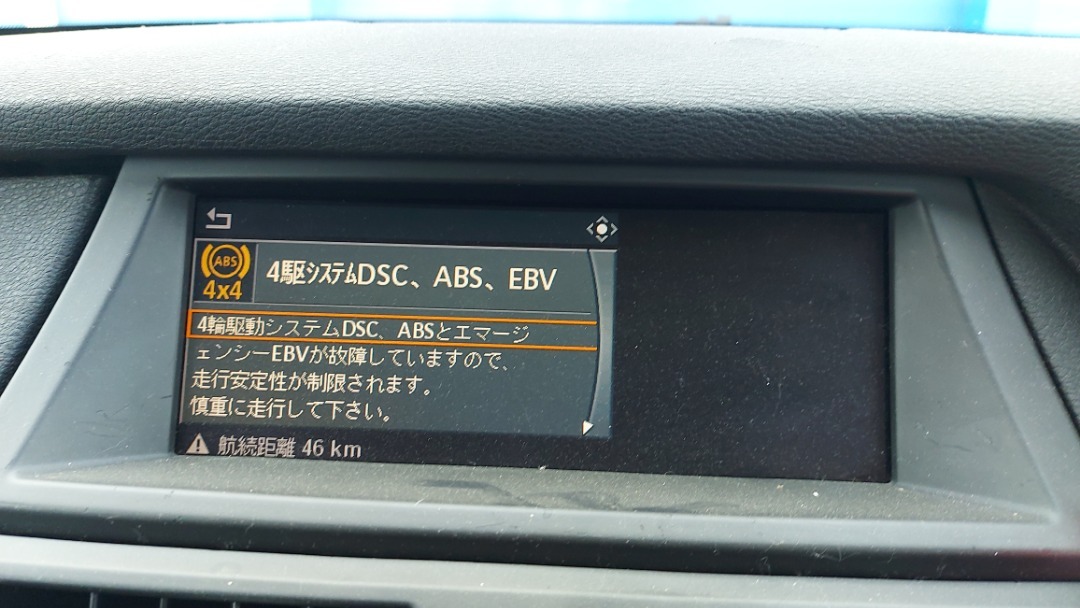 ABS
4x4
4駆ｼｽﾃﾑDSC、ABS、EBV
4輪駆動システムDSC、ABSとエマージ
ェンシーEBVが故障していますので、
走行安定性が制限されます。
慎重に走行して下さい。
航続距離 46 km